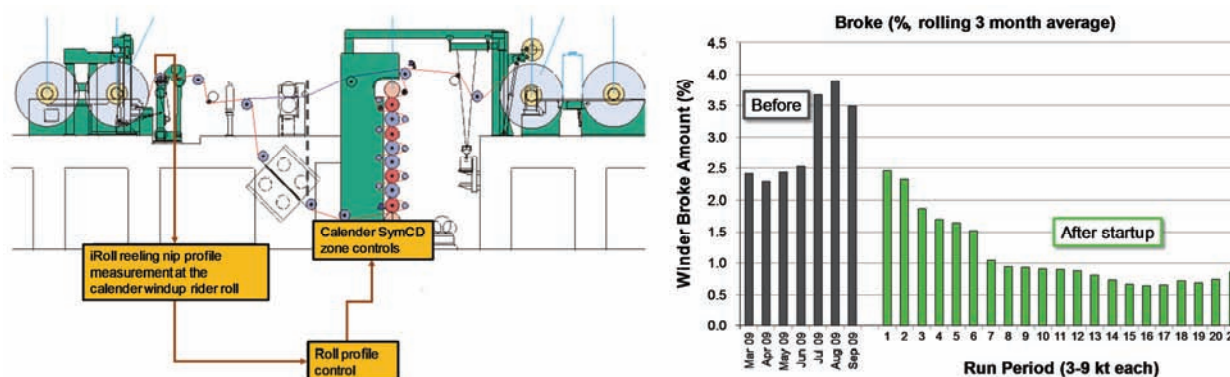 iRoll reeling nip profile
measurement at the
calender windup rider roll
Calender SymCD
zone controls
Roll profile
control
Broke (%, rolling 3 month average)
Winder Broke Amount (%)
4.5
4.0
3.5
3.0
2.5
2.0
1.5
1.0
0.5
0.0
Before
After startup
Mar 09
Apr 09
May 09
Jun 09
Jul 09
Aug 09
Sep 09
1 2 3 4 5 6 7 8 9 10 11 12 13 14 15 16 17 18 19 20
Run Period (3-9 kt each)